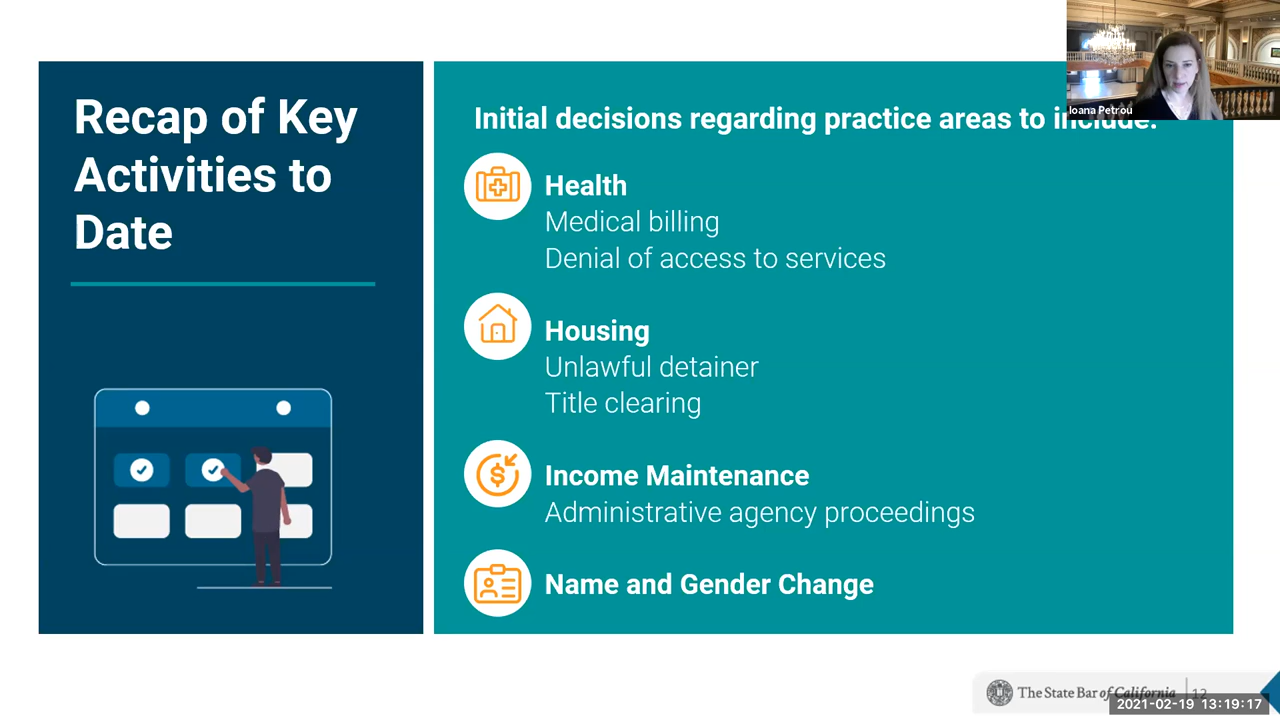 Recap of Key
Activities to
Date
Initial decisions regarding practice areas to include:
Ioana Petrou
Health
Medical billing
Denial of access to services
Housing
Unlawful detainer
Title clearing
Income Maintenance
Administrative agency proceedings
Name and Gender Change
The State Bar of California
12
2021-02-19 13:19:17